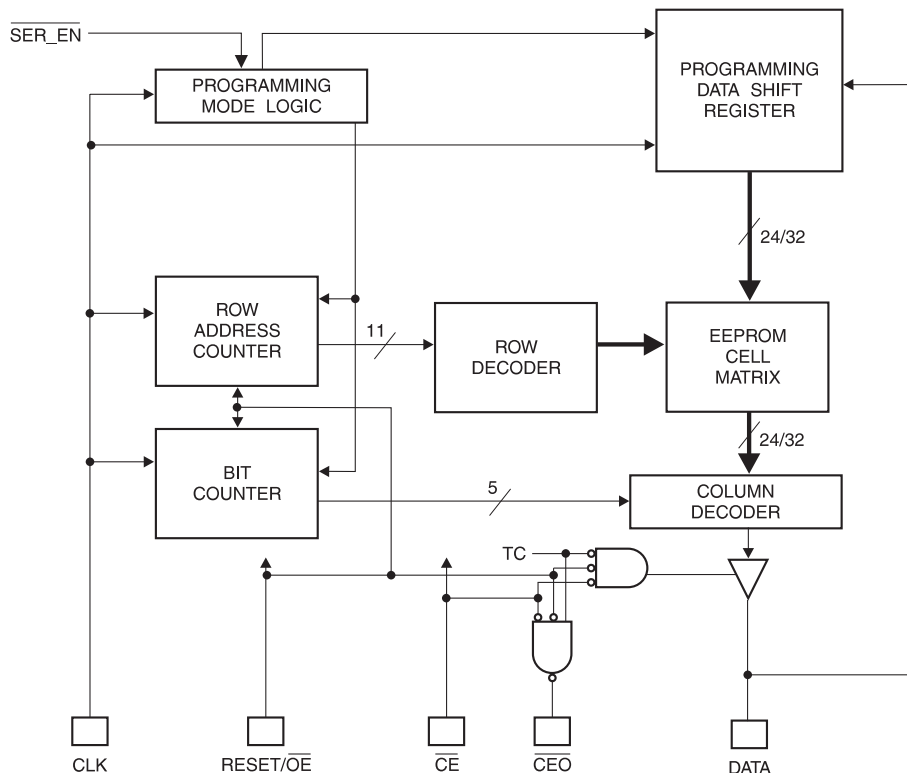 SER_EN
PROGRAMMING
MODE LOGIC
PROGRAMMING
DATA SHIFT
REGISTER
24/32
ROW
ADDRESS
COUNTER
11
ROW
DECODER
EEPROM
CELL
MATRIX
24/32
BIT
COUNTER
5
COLUMN
DECODER
TC
CLK
RESET/OE
CE
CEO
DATA